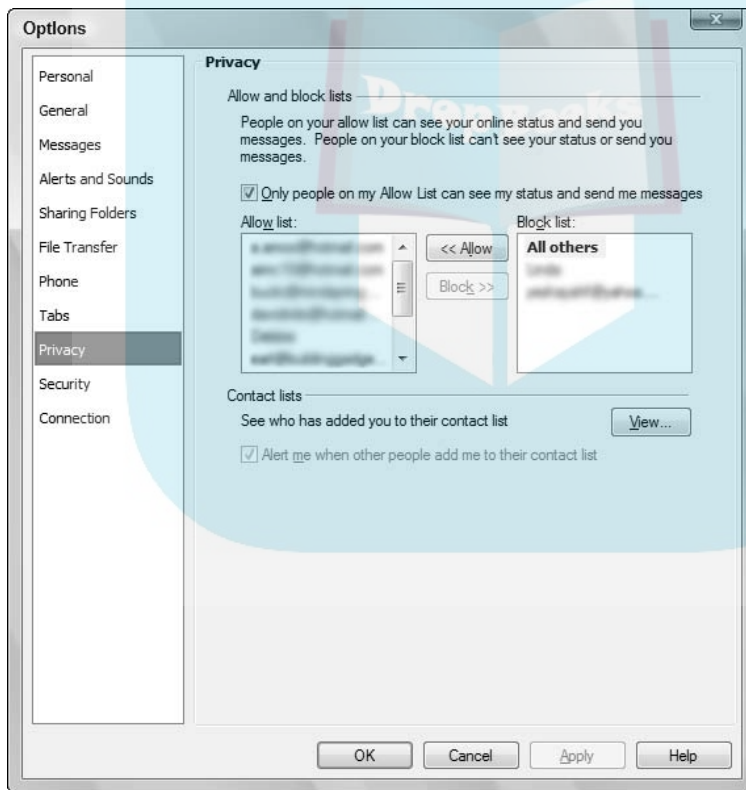 Options
X
Personal
General
Messages
Alerts and Sounds
Sharing Folders
File Transfer
Phone
Tabs
Privacy
Security
Connection
Privacy
Allow and block lists
People on your allow list can see your online status and send you
messages. People on your block list can't see your status or send you
messages.
Only people on my Allow List can see my status and send me messages
Allow list:
<< Allow
Block >>
Block list:
All others
Contact lists
See who has added you to their contact list
View...
Alert me when other people add me to their contact list
OK
Cancel
Apply
Help
DropBooks